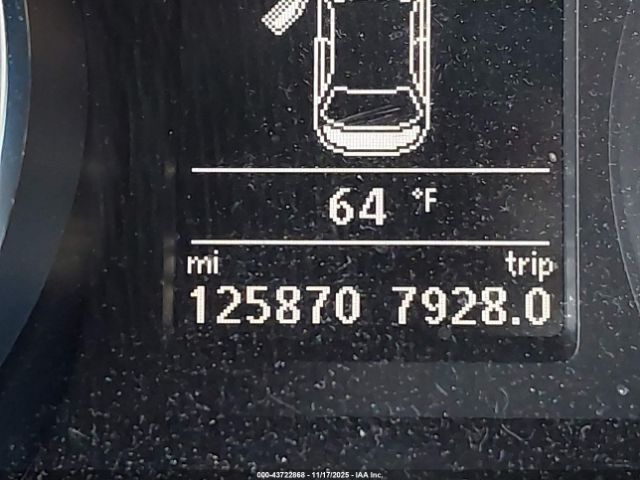 64 °F
mi trip
125870 7928.0
000-43722868 - 11/17/2025 - IAA Inc.